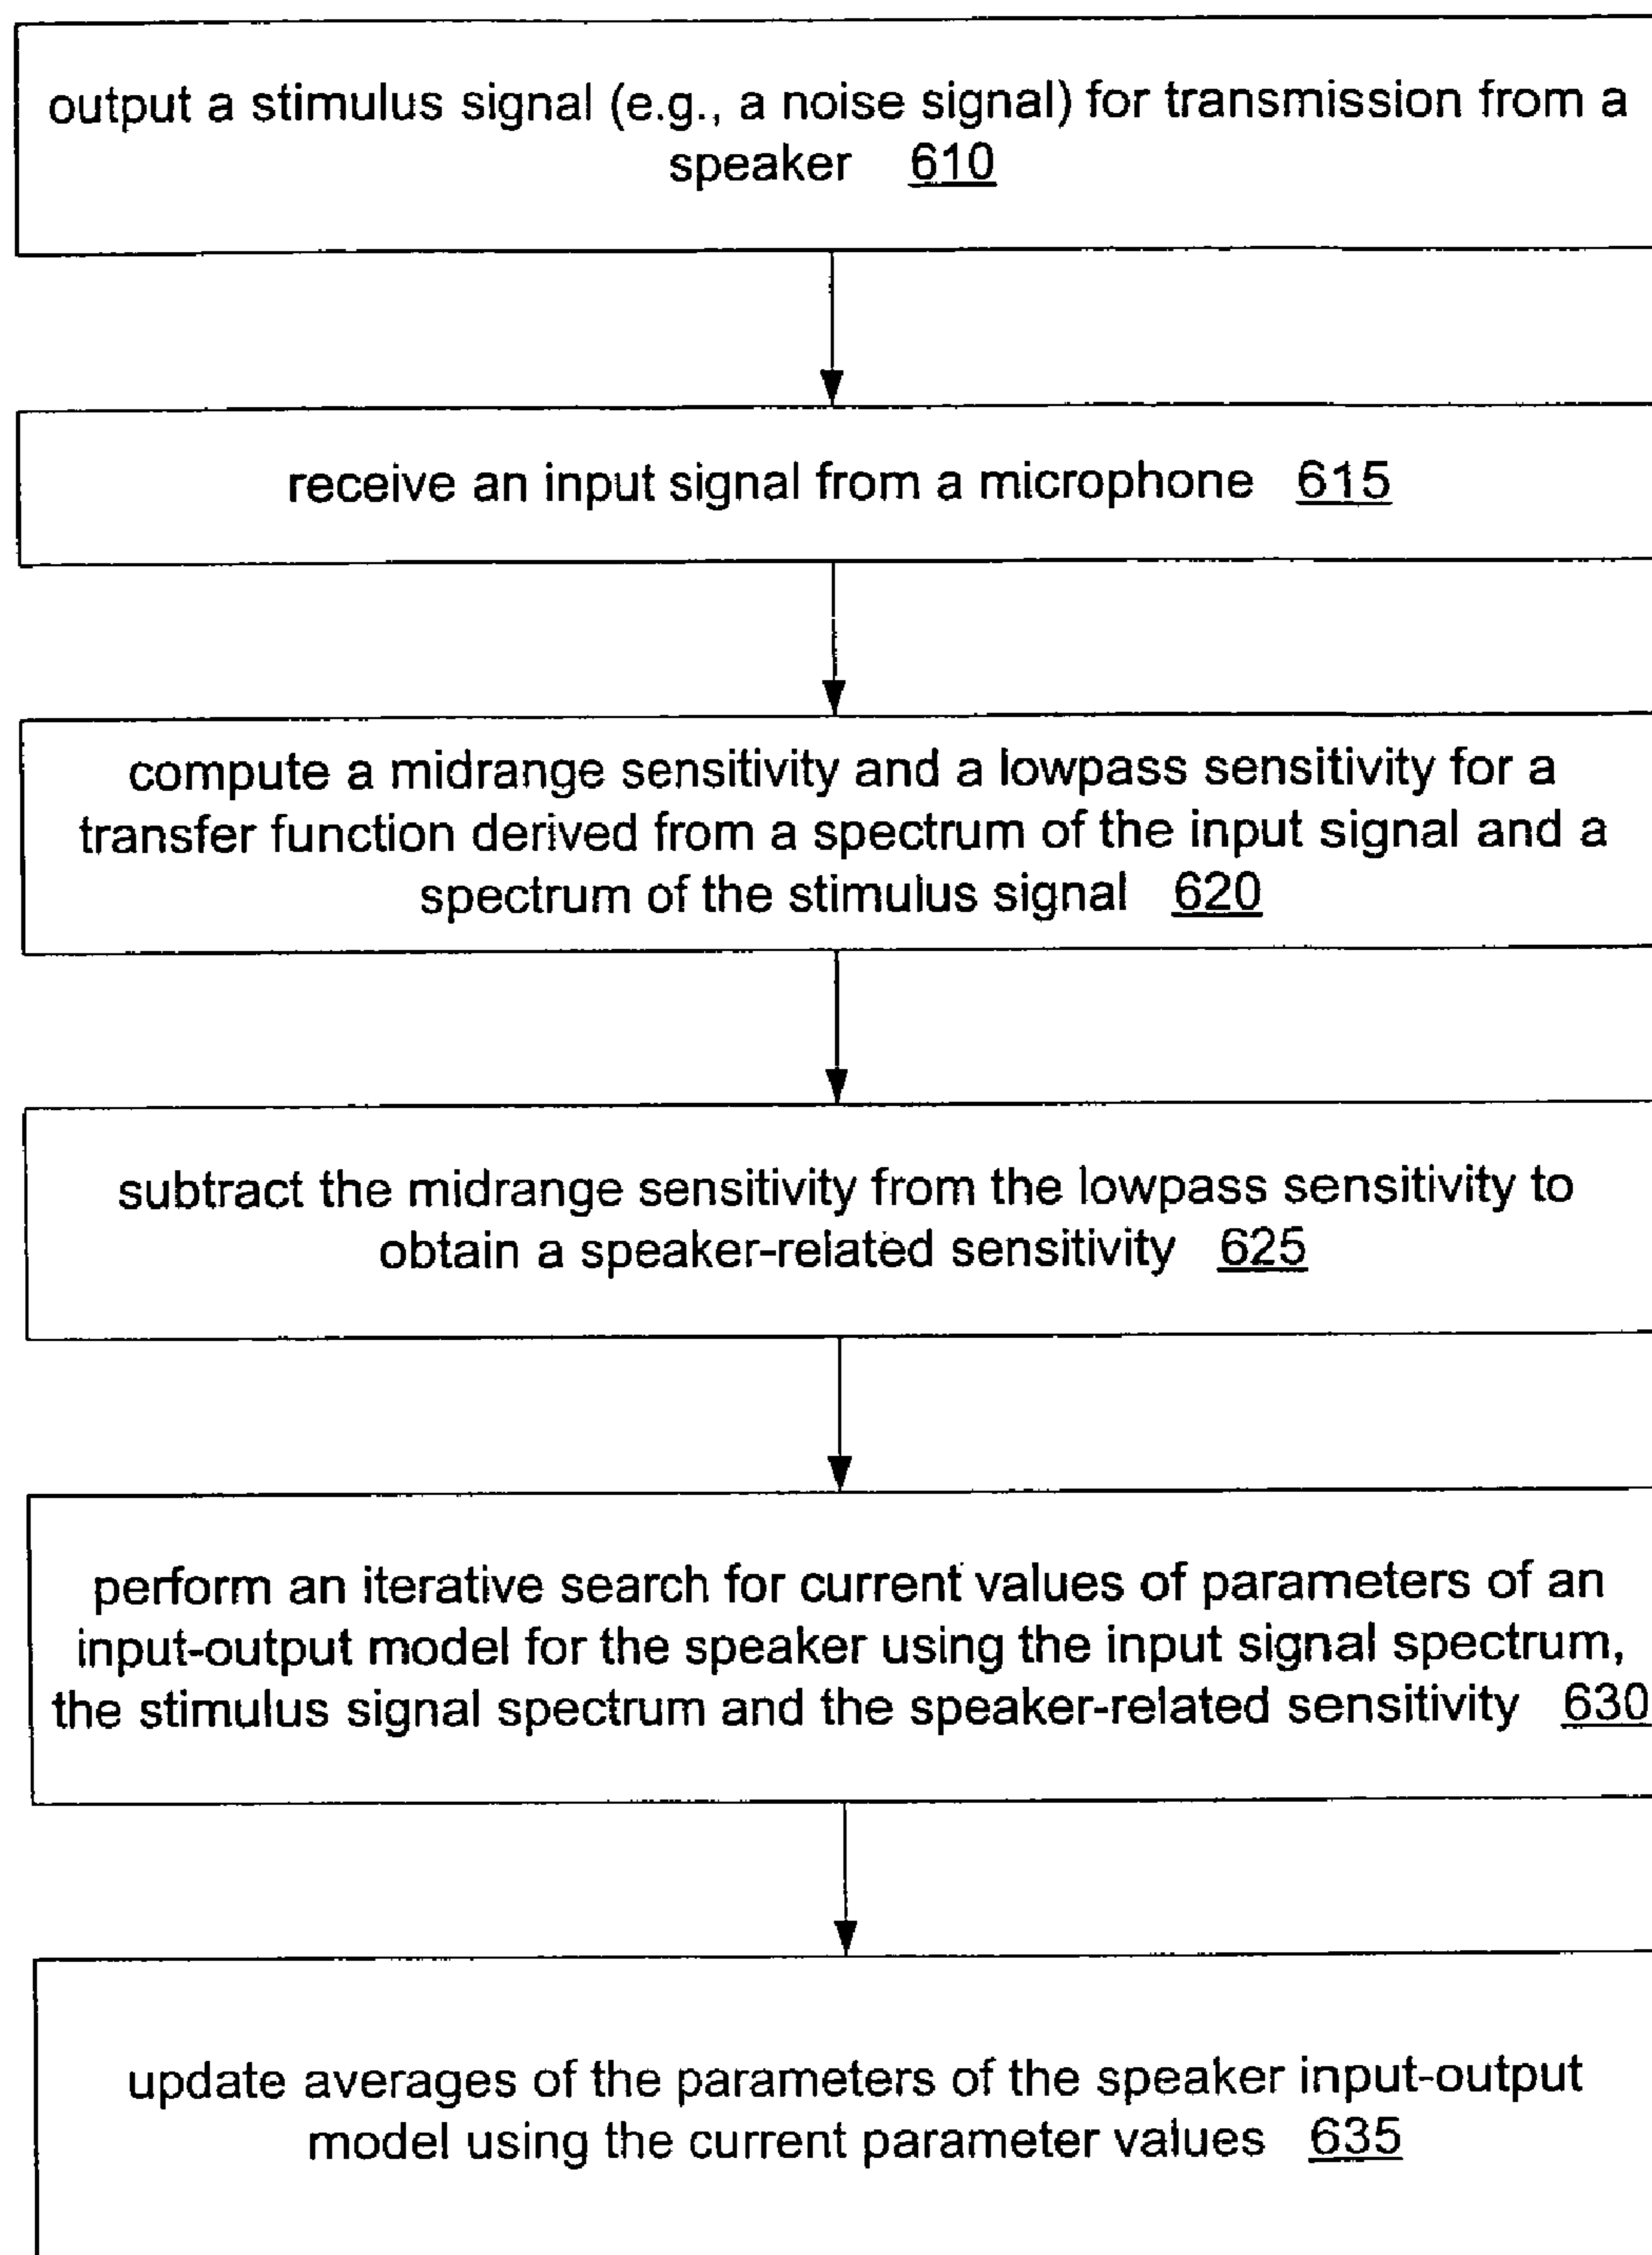 output a stimulus signal (e.g., a noise signal) for transmission from a
speaker 610
receive an input signal from a microphone 615
compute a midrange sensitivity and a lowpass sensitivity for a
transfer function derived from a spectrum of the input signal and a
spectrum of the stimulus signal 620
subtract the midrange sensitivity from the lowpass sensitivity to
obtain a speaker-related sensitivity 625
perform an iterative search for current values of parameters of an
input-output model for the speaker using the input signal spectrum,
the stimulus signal spectrum and the speaker-related sensitivity 630
update averages of the parameters of the speaker input-output
model using the current parameter values 635